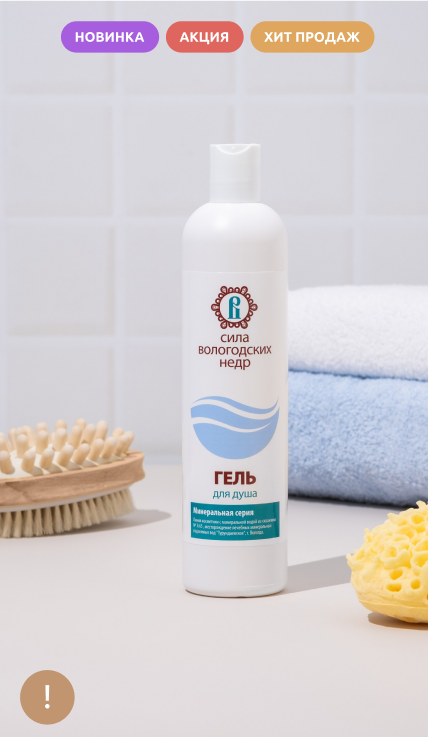 НОВИНКА
АКЦИЯ
ХИТ ПРОДАЖ
сила
вологодских
недр
ГЕЛЬ
для душа
Минеральная серия
!